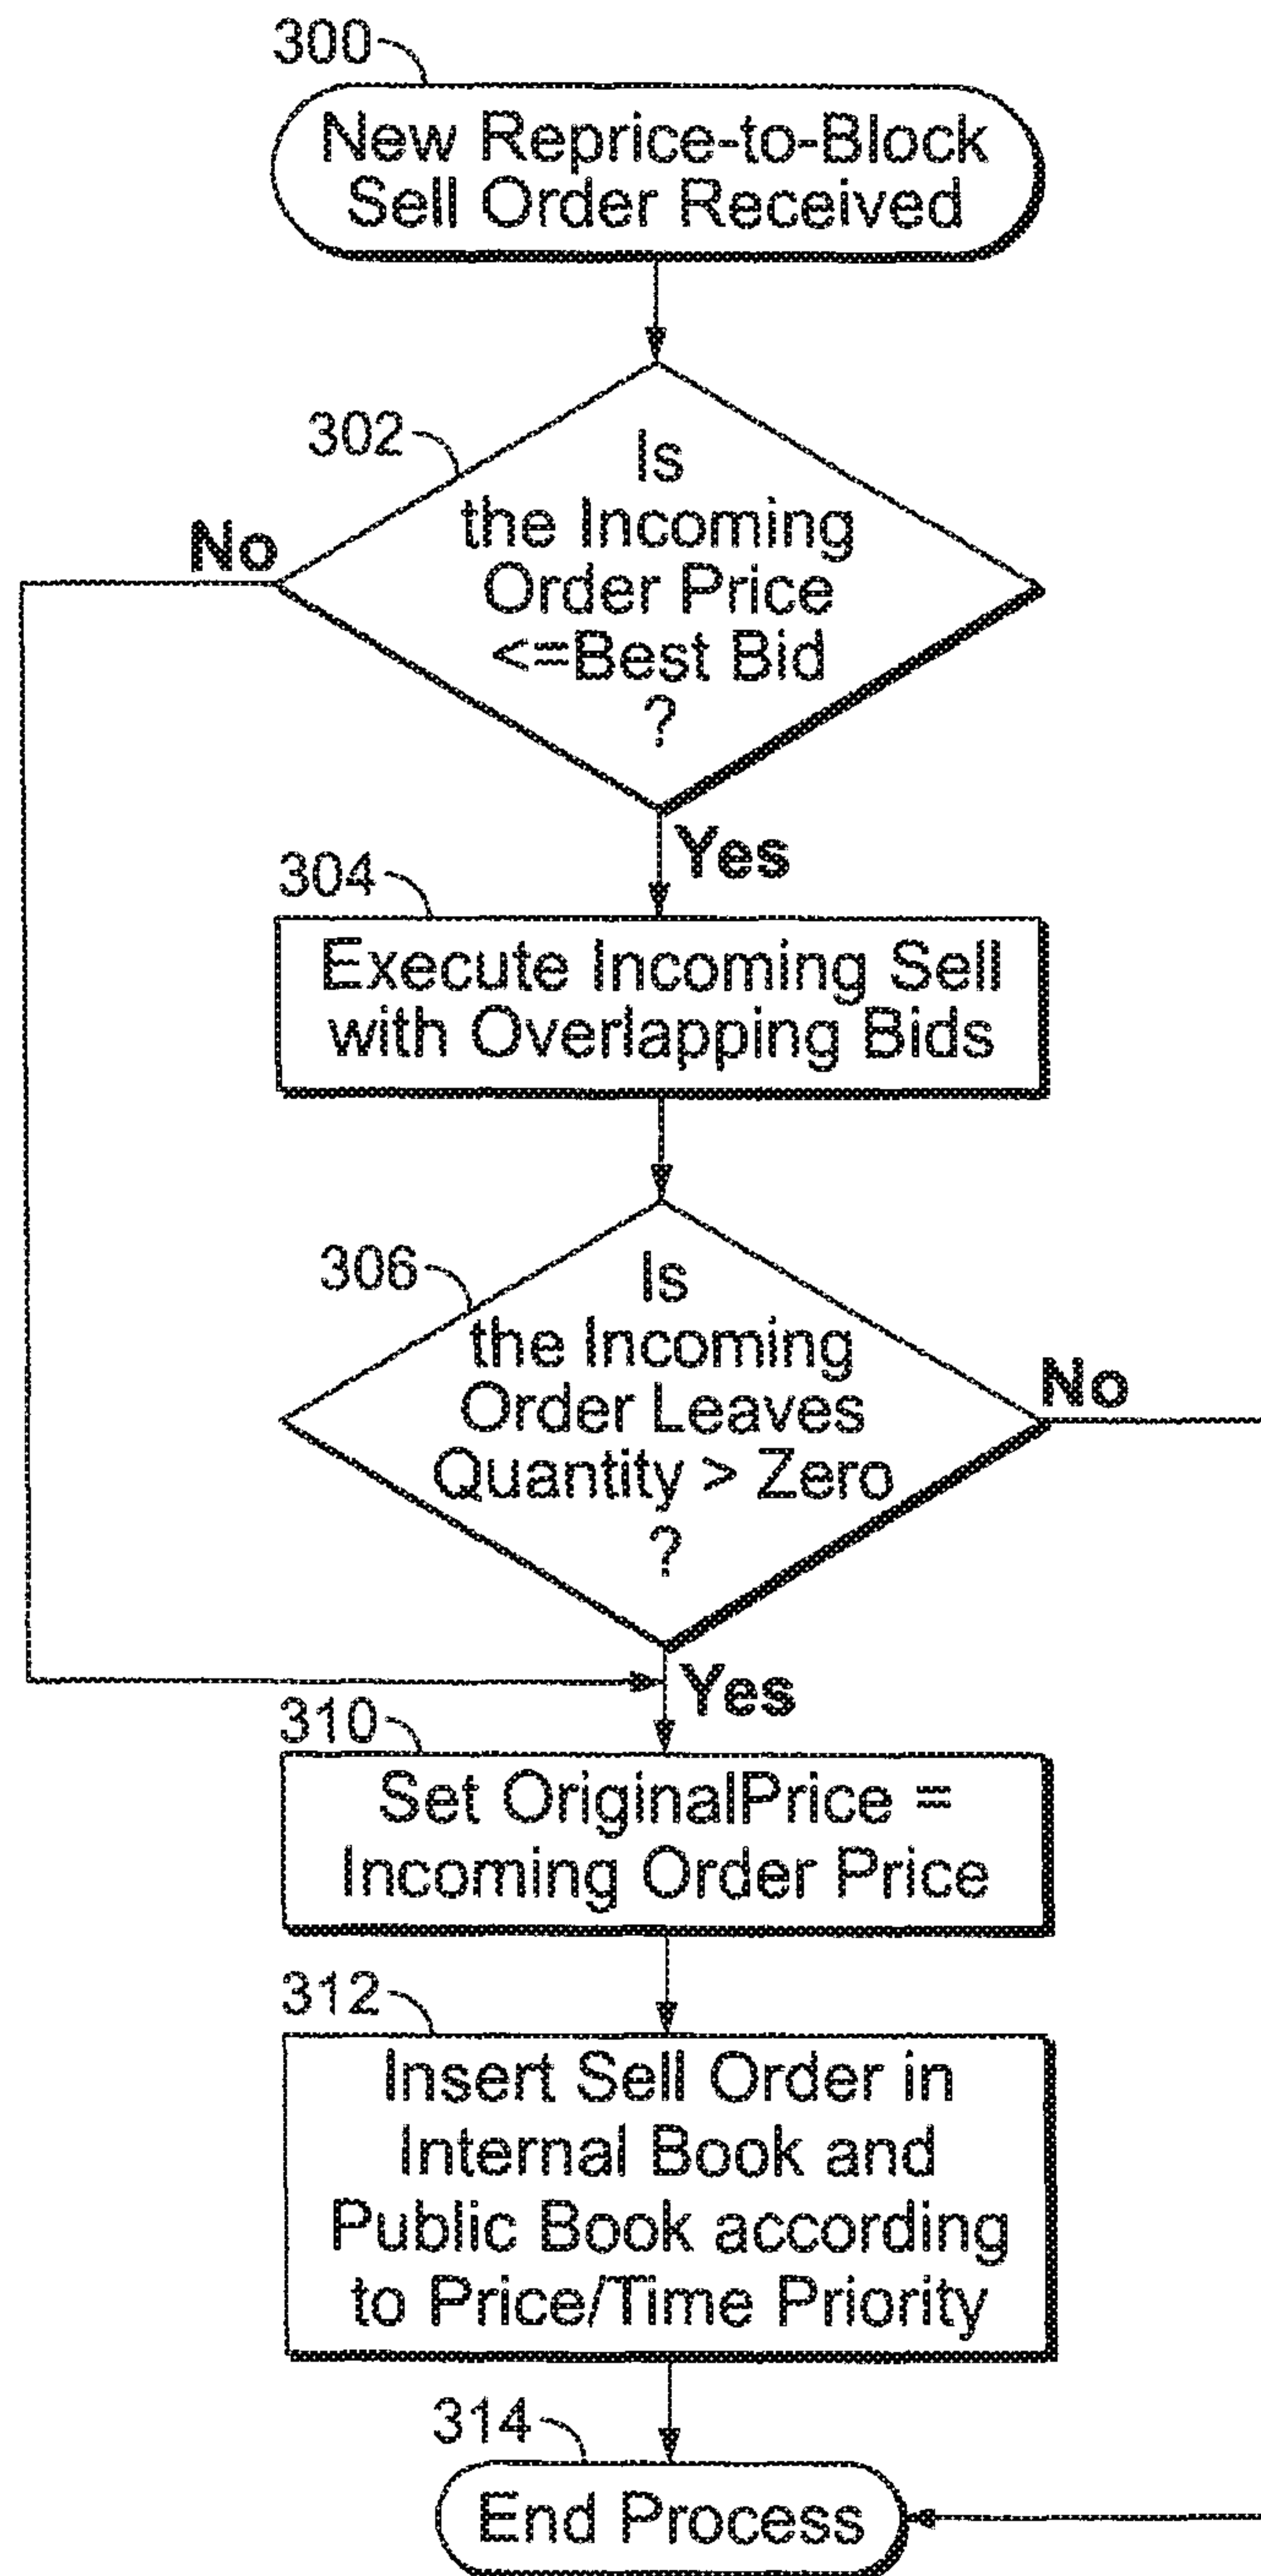 300
New Reprice-to-Block
Sell Order Received
302
Is
the Incoming
Order Price
<=Best Bid
?
No
Yes
304
Execute Incoming Sell
with Overlapping Bids
306
Is
the Incoming
Order Leaves
Quantity > Zero
?
No
Yes
310
Set OriginalPrice =
Incoming Order Price
312
Insert Sell Order in
Internal Book and
Public Book according
to Price/Time Priority
314
End Process